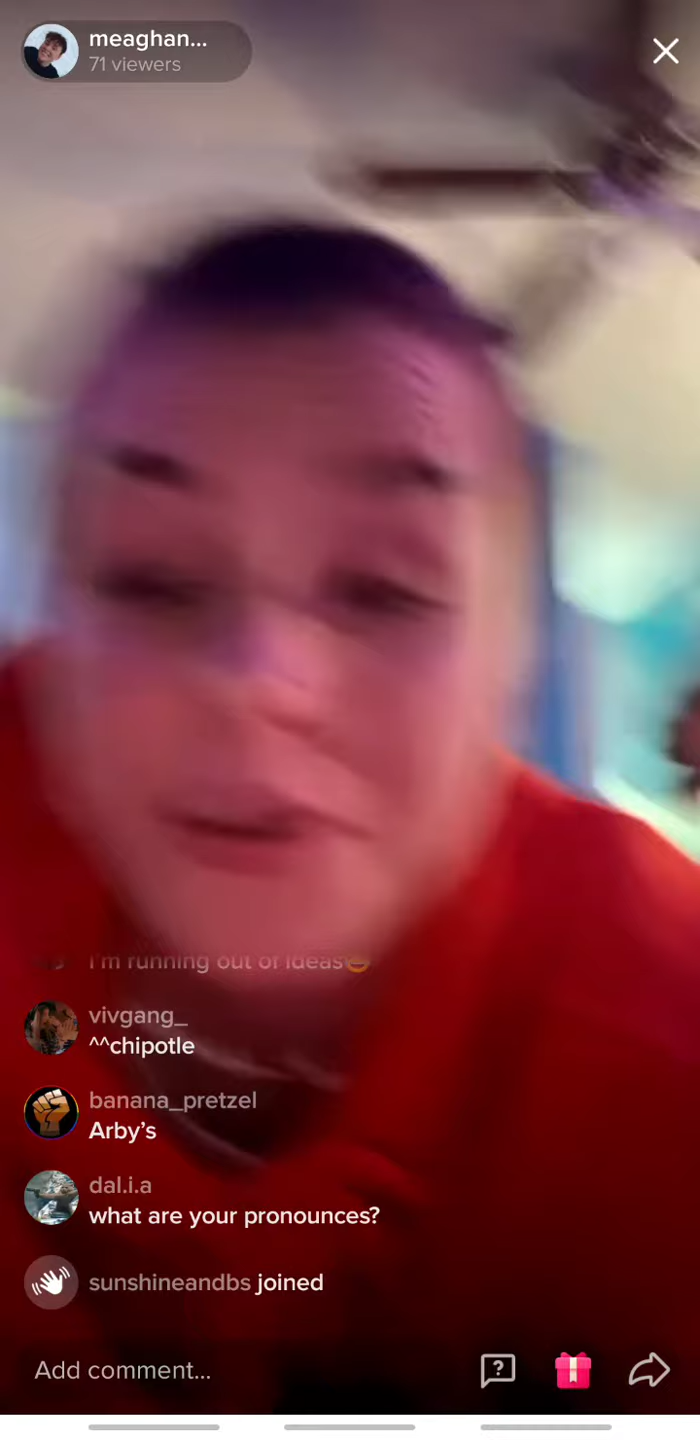 meaghan...
71 viewers
I'm running out of ideas😄
vivgang_
^^chipotle
banana_pretzel
Arby's
dal.i.a
what are your pronounces?
sunshineandbs joined
Add comment...
?